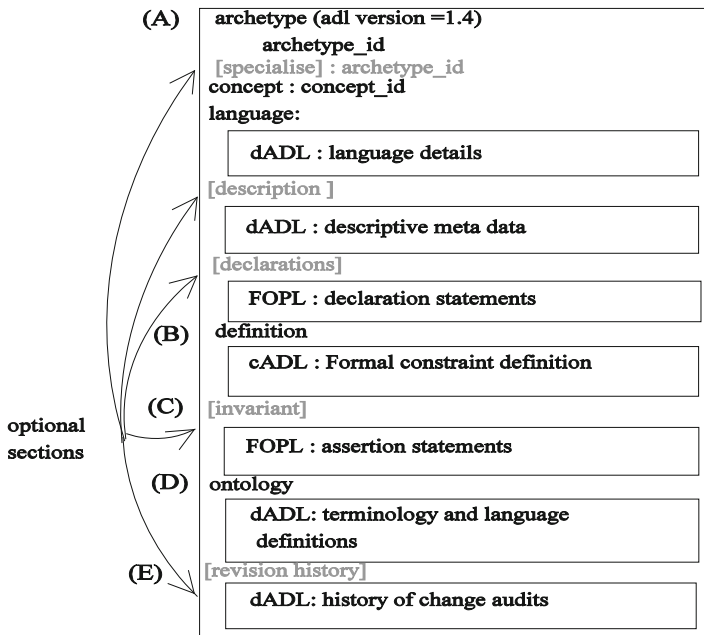 (A) archetype (adl version =1.4)
archetype_id
[specialise] : archetype_id
concept : concept_id
language:
dADL : language details
[description ]
dADL : descriptive meta data
[declarations]
FOPL : declaration statements
(B) definition
cADL : Formal constraint definition
(C) [invariant]
optional
sections
FOPL : assertion statements
(D) ontology
dADL: terminology and language
definitions
(E) [revision history]
dADL: history of change audits